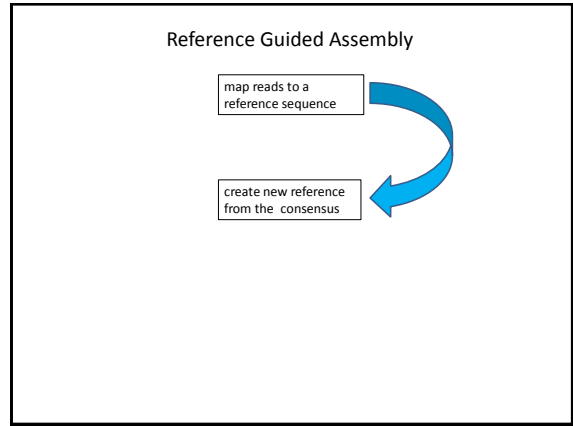 Reference Guided Assembly
map reads to a
reference sequence
create new reference
from the consensus